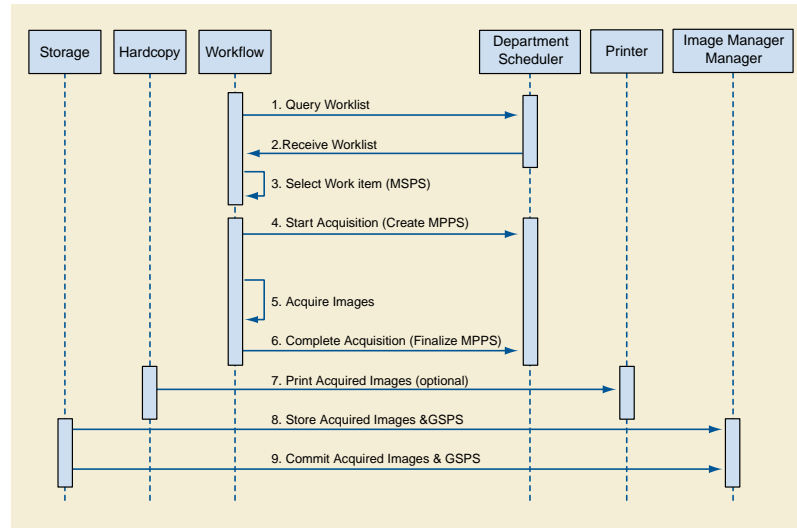 Storage
Hardcopy
Workflow
Department
Scheduler
Printer
Image Manager
Manager
1. Query Worklist
2.Receive Worklist
3. Select Work item (MSPS)
4. Start Acquisition (Create MPPS)
5. Acquire Images
6. Complete Acquisition (Finalize MPPS)
7. Print Acquired Images (optional)
8. Store Acquired Images &GSPS
9. Commit Acquired Images & GSPS